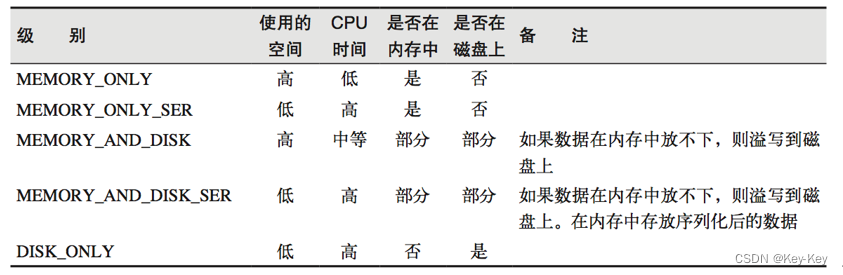 级 别 使用的空间 CPU时间 是否在内存中 是否在磁盘上 备 注
MEMORY_ONLY 高 低 是 否
MEMORY_ONLY_SER 低 高 是 否
MEMORY_AND_DISK 高 中等 部分 部分 如果数据在内存中放不下，则溢写到磁
盘上
MEMORY_AND_DISK_SER 低 高 部分 部分 如果数据在内存中放不下，则溢写到磁
盘上。在内存中存放序列化后的数据
DISK_ONLY 低 高 否 是
CSDN @Key-Key